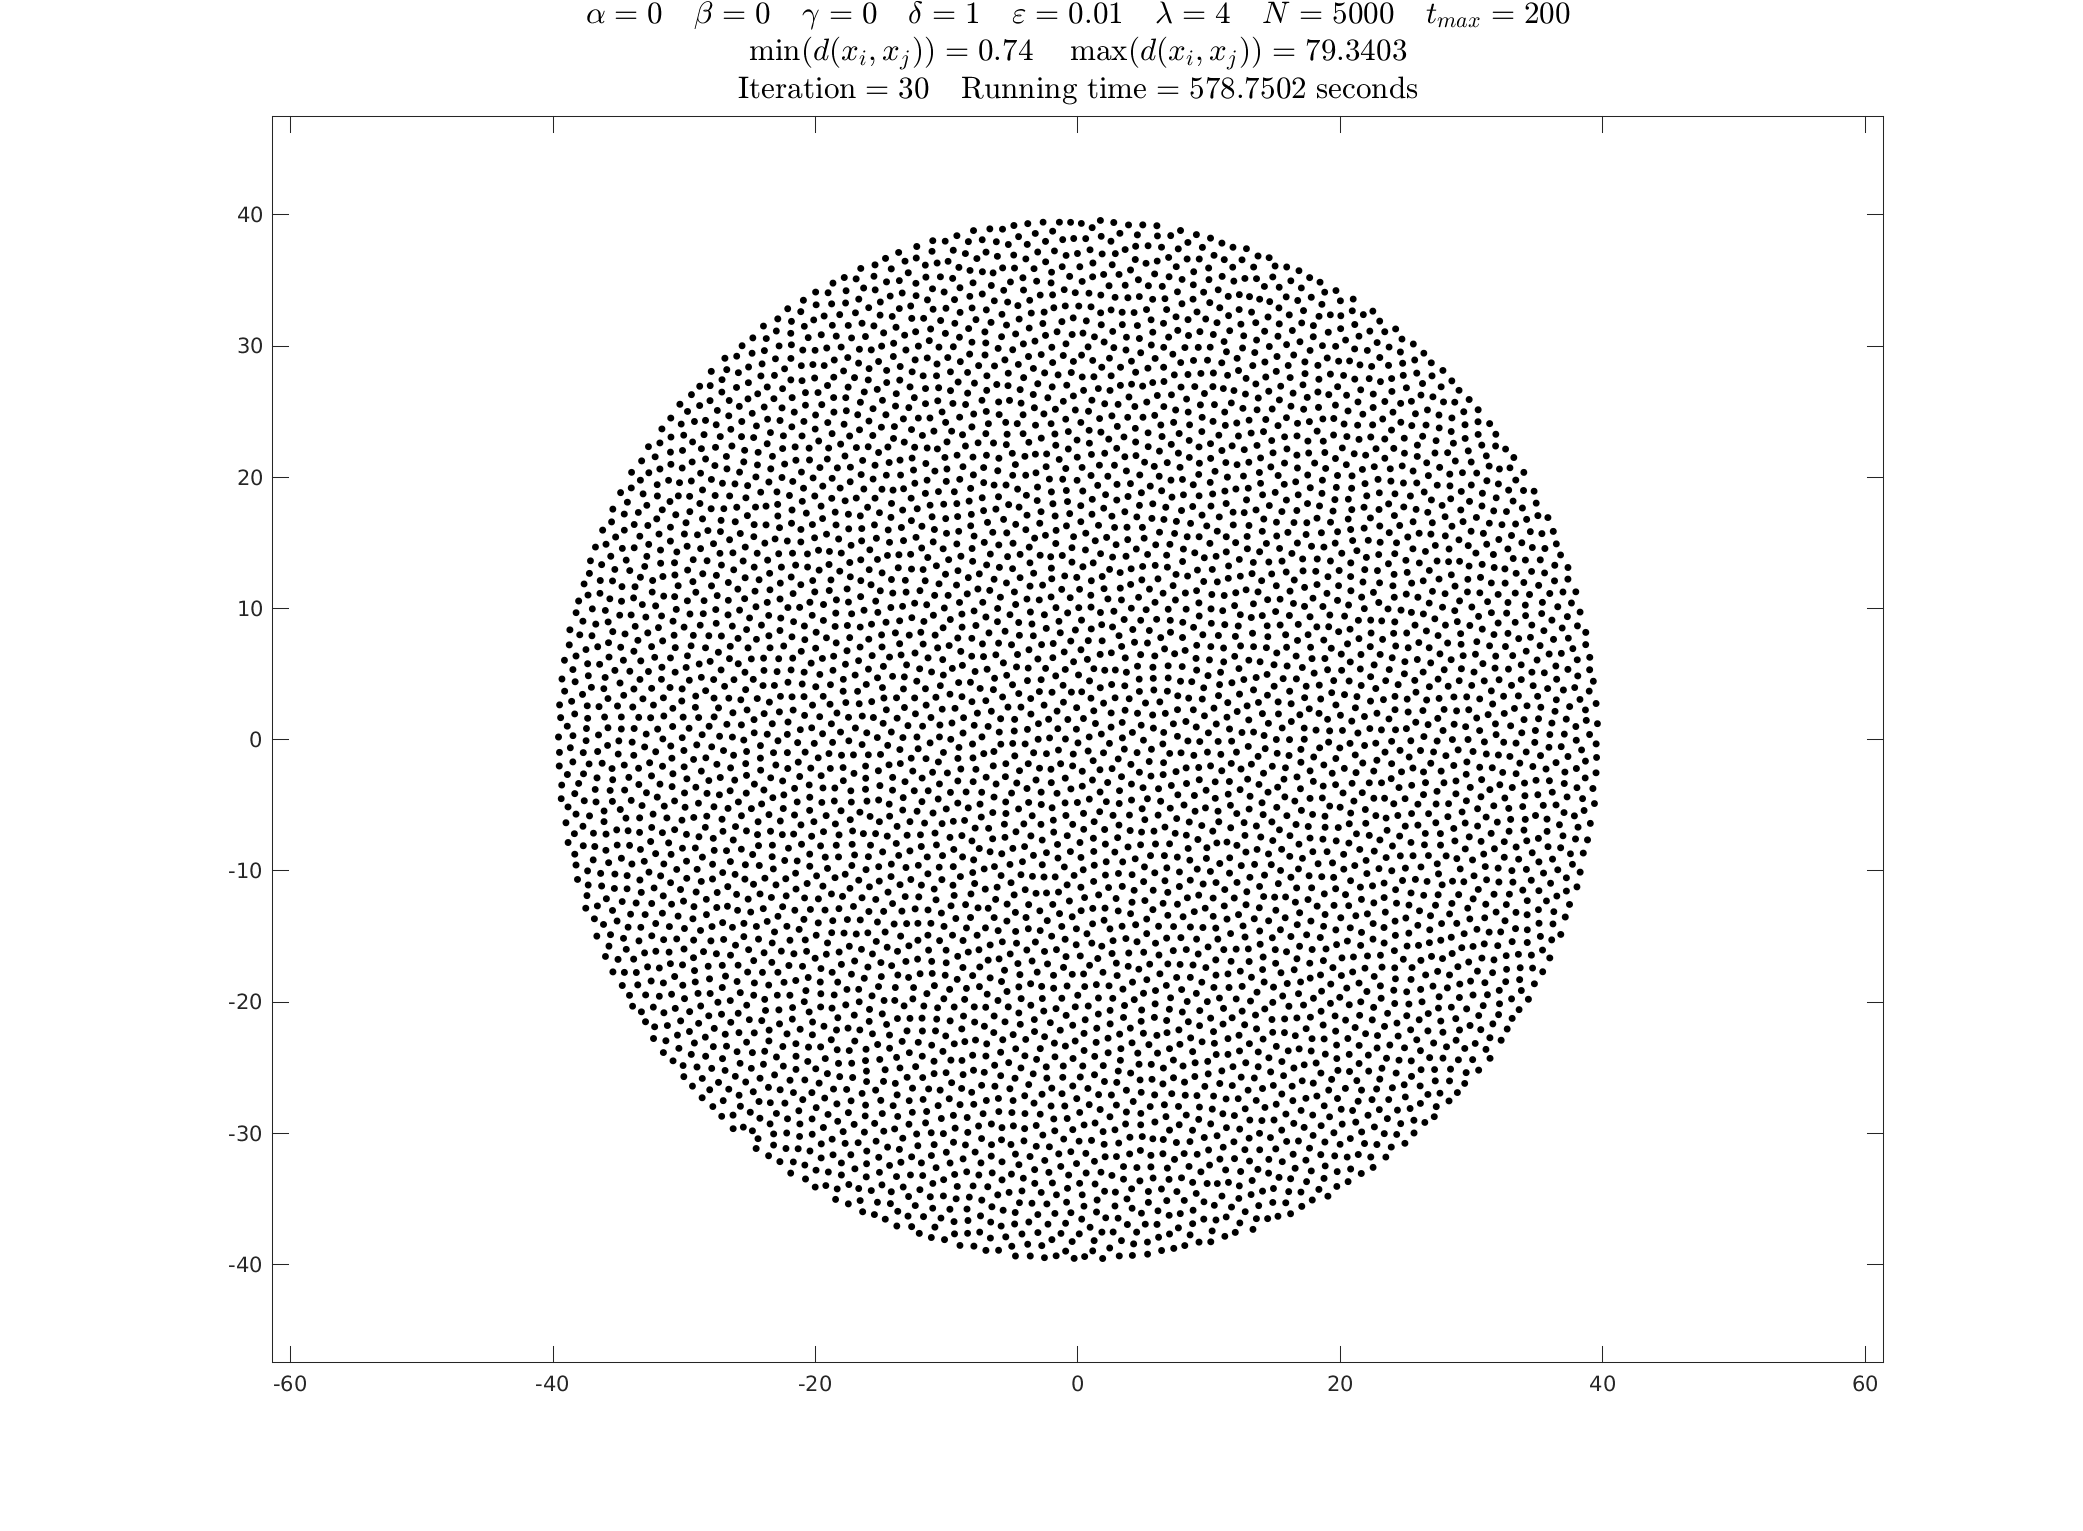 α = 0 β = 0 γ = 0 δ = 1 ε = 0.01 λ = 4 N = 5000 t_{max} = 200
min(d(x_i, x_j)) = 0.74 max(d(x_i, x_j)) = 79.3403
Iteration = 30 Running time = 578.7502 seconds
40
30
20
10
0
-10
-20
-30
-40
-60 -40 -20 0 20 40 60